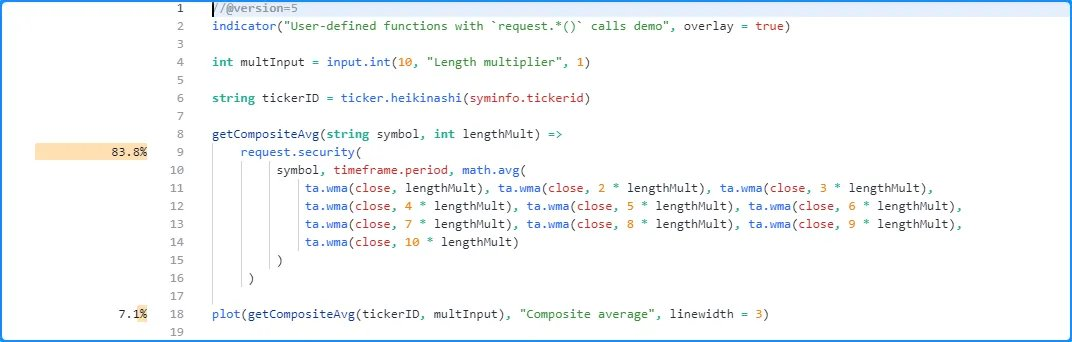 1 //@version=5
2 indicator("User-defined functions with `request.*()` calls demo", overlay = true)
3
4 int multInput = input.int(10, "Length multiplier", 1)
5
6 string tickerID = ticker.heikinashi(syminfo.tickerid)
7
8 getCompositeAvg(string symbol, int lengthMult) =>
83.8% 9     request.security(
10         symbol, timeframe.period, math.avg(
11             ta.wma(close, lengthMult), ta.wma(close, 2 * lengthMult), ta.wma(close, 3 * lengthMult),
12             ta.wma(close, 4 * lengthMult), ta.wma(close, 5 * lengthMult), ta.wma(close, 6 * lengthMult),
13             ta.wma(close, 7 * lengthMult), ta.wma(close, 8 * lengthMult), ta.wma(close, 9 * lengthMult),
14             ta.wma(close, 10 * lengthMult)
15         )
16     )
17
7.1% 18 plot(getCompositeAvg(tickerID, multInput), "Composite average", linewidth = 3)
19